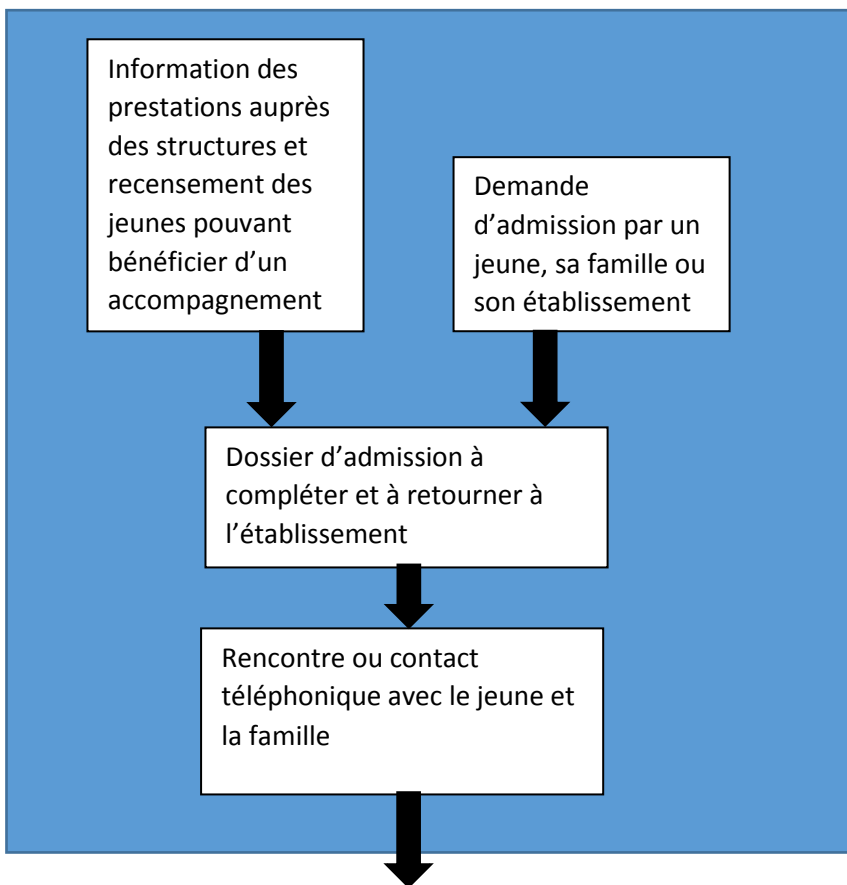 Information des
prestations auprès
des structures et
recensement des
jeunes pouvant
bénéficier d’un
accompagnement
Demande
d’admission par un
jeune, sa famille ou
son établissement
Dossier d’admission à
compléter et à retourner à
l’établissement
Rencontre ou contact
téléphonique avec le jeune et
la famille